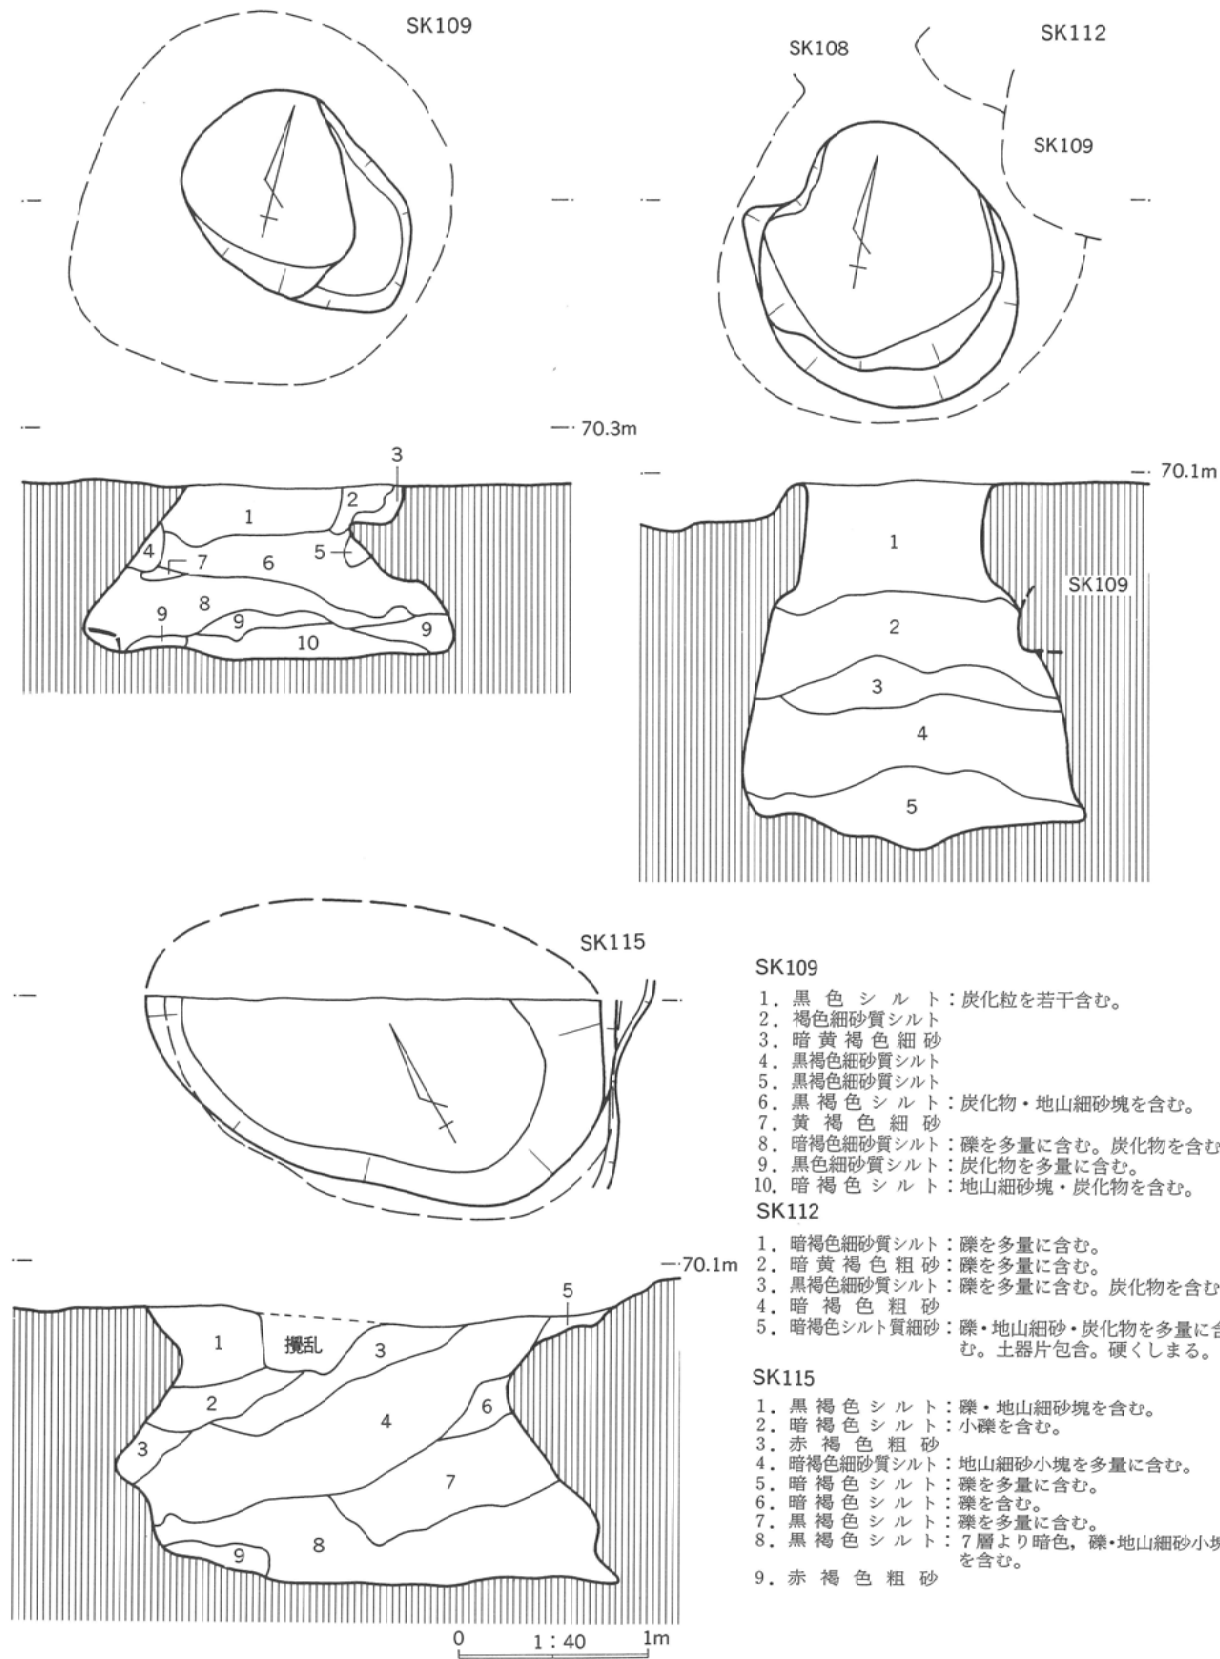 SK109
SK108
SK112
SK109
70.3m
3
2
1
4
5
7
6
9
8
9
9
10
70.1m
1
SK109
2
3
4
5
SK115
70.1m
5
1
攪乱
3
2
4
6
3
7
8
9
0
1:40
1m
SK109
1. 黒色シルト:炭化粒を若干含む。
2. 褐色細砂質シルト
3. 暗黄褐色細砂
4. 黒褐色細砂質シルト
5. 黒褐色細砂質シルト
6. 黒褐色シルト:炭化物・地山細砂塊を含む。
7. 黄褐色細砂
8. 暗褐色細砂質シルト:礫を多量に含む。炭化物を含む
9. 黒色細砂質シルト:炭化物を多量に含む。
10. 暗褐色シルト:地山細砂塊・炭化物を含む。
SK112
1. 暗褐色細砂質シルト:礫を多量に含む。
2. 暗黄褐色粗砂:礫を多量に含む。
3. 黒褐色細砂質シルト:礫を多量に含む。炭化物を含む
4. 暗褐色粗砂
5. 暗褐色シルト質細砂:礫・地山細砂・炭化物を多量に含
む。土器片包含。硬くしまる。
SK115
1. 黒褐色シルト:礫・地山細砂塊を含む。
2. 暗褐色シルト:小礫を含む。
3. 赤褐色粗砂
4. 暗褐色細砂質シルト:地山細砂小塊を多量に含む。
5. 暗褐色シルト:礫を多量に含む。
6. 暗褐色シルト:礫を含む。
7. 黒褐色シルト:礫を多量に含む。
8. 黒褐色シルト:7層より暗色，礫・地山細砂小塊
を含む。
9. 赤褐色粗砂